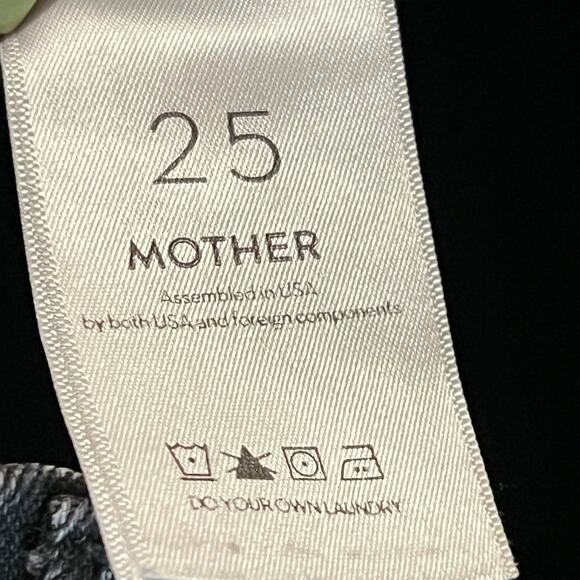 25
MOTHER
Assembled in USA
by both USA and foreign components
DO YOUR OWN LAUNDRY